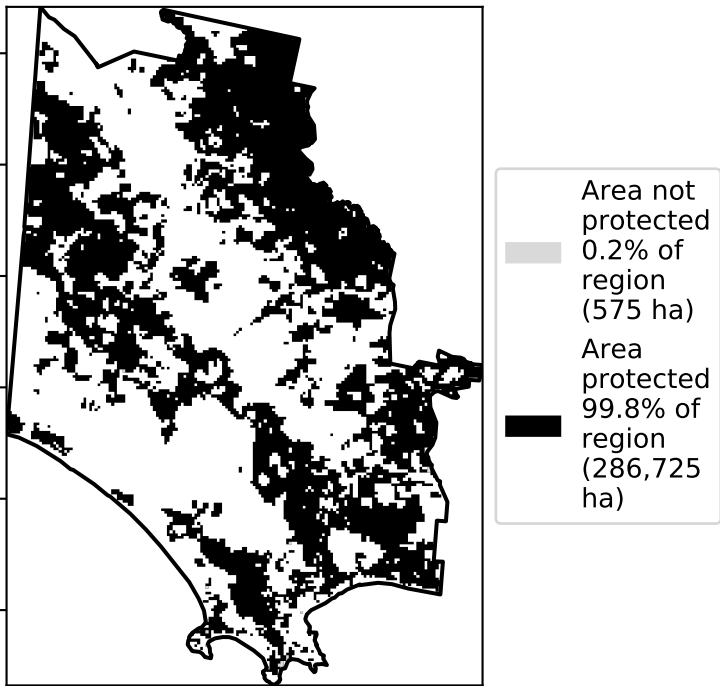 Area not
protected
0.2% of
region
(575 ha)
Area
protected
99.8% of
region
(286,725
ha)